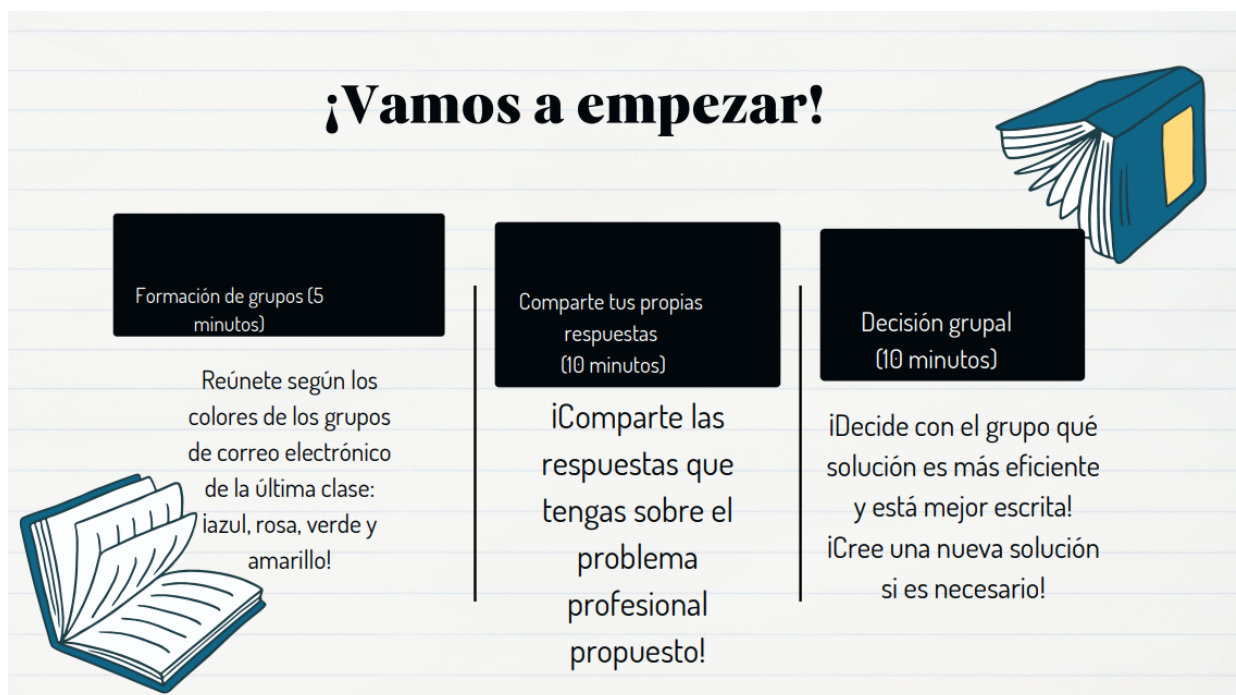 ¡Vamos a empezar!
Formación de grupos (5
minutos)
Reúnete según los
colores de los grupos
de correo electrónico
de la última clase:
¡azul, rosa, verde y
amarillo!
Comparte tus propias
respuestas
(10 minutos)
¡Comparte las
respuestas que
tengas sobre el
problema
profesional
propuesto!
Decisión grupal
(10 minutos)
¡Decide con el grupo qué
solución es más eficiente
y está mejor escrita!
¡Cree una nueva solución
si es necesario!